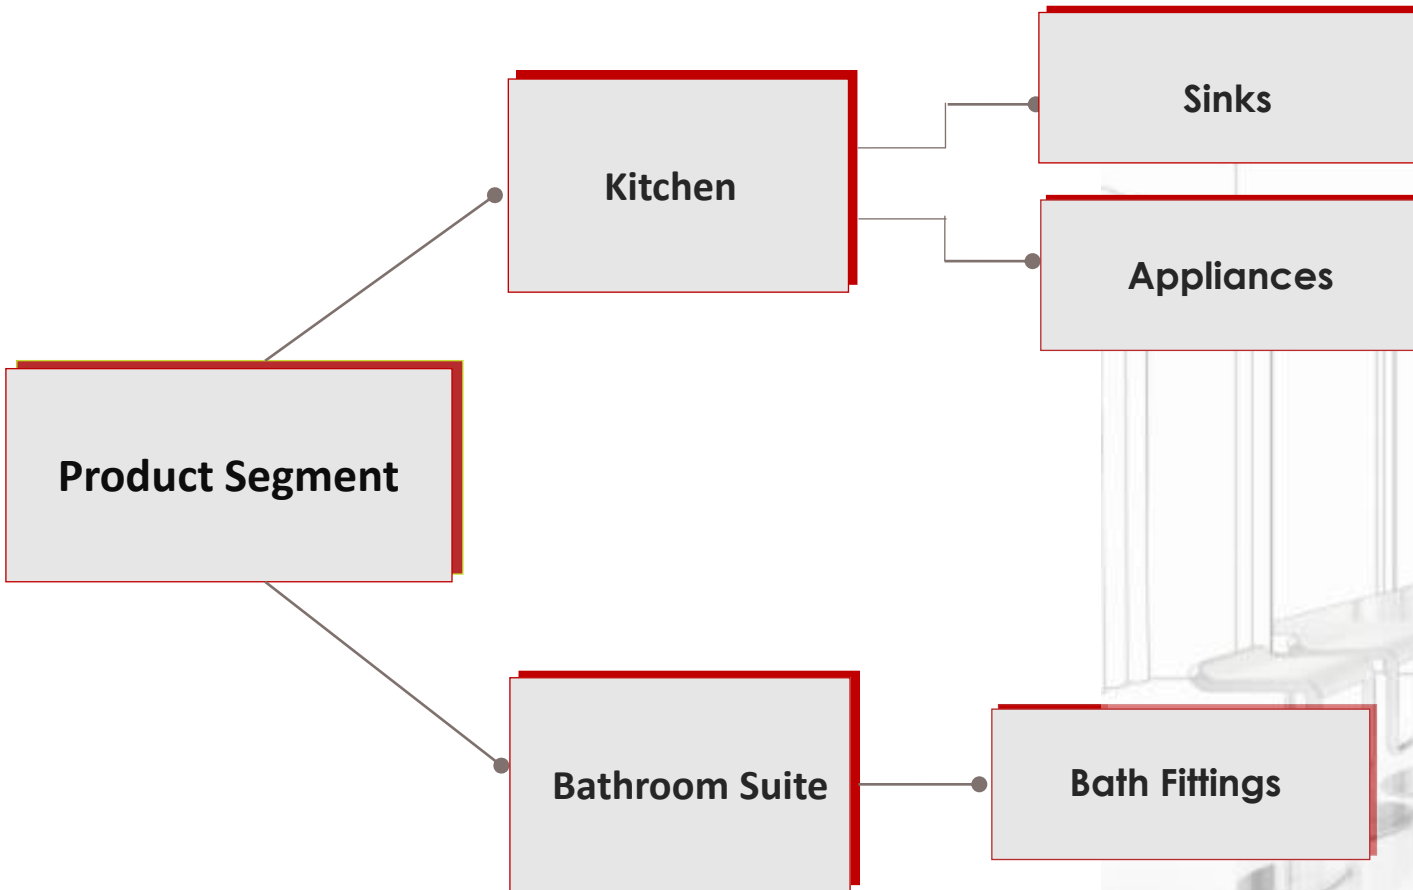 Sinks
Kitchen
Appliances
Product Segment
Bathroom Suite
Bath Fittings